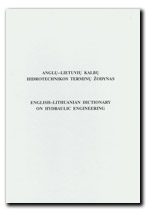 ANGLŲ–LIETUVIŲ KALBŲ
HIDROTECHNIKOS TERMINŲ ŽODYNAS
ENGLISH–LITHUANIAN DICTIONARY
ON HYDRAULIC ENGINEERING